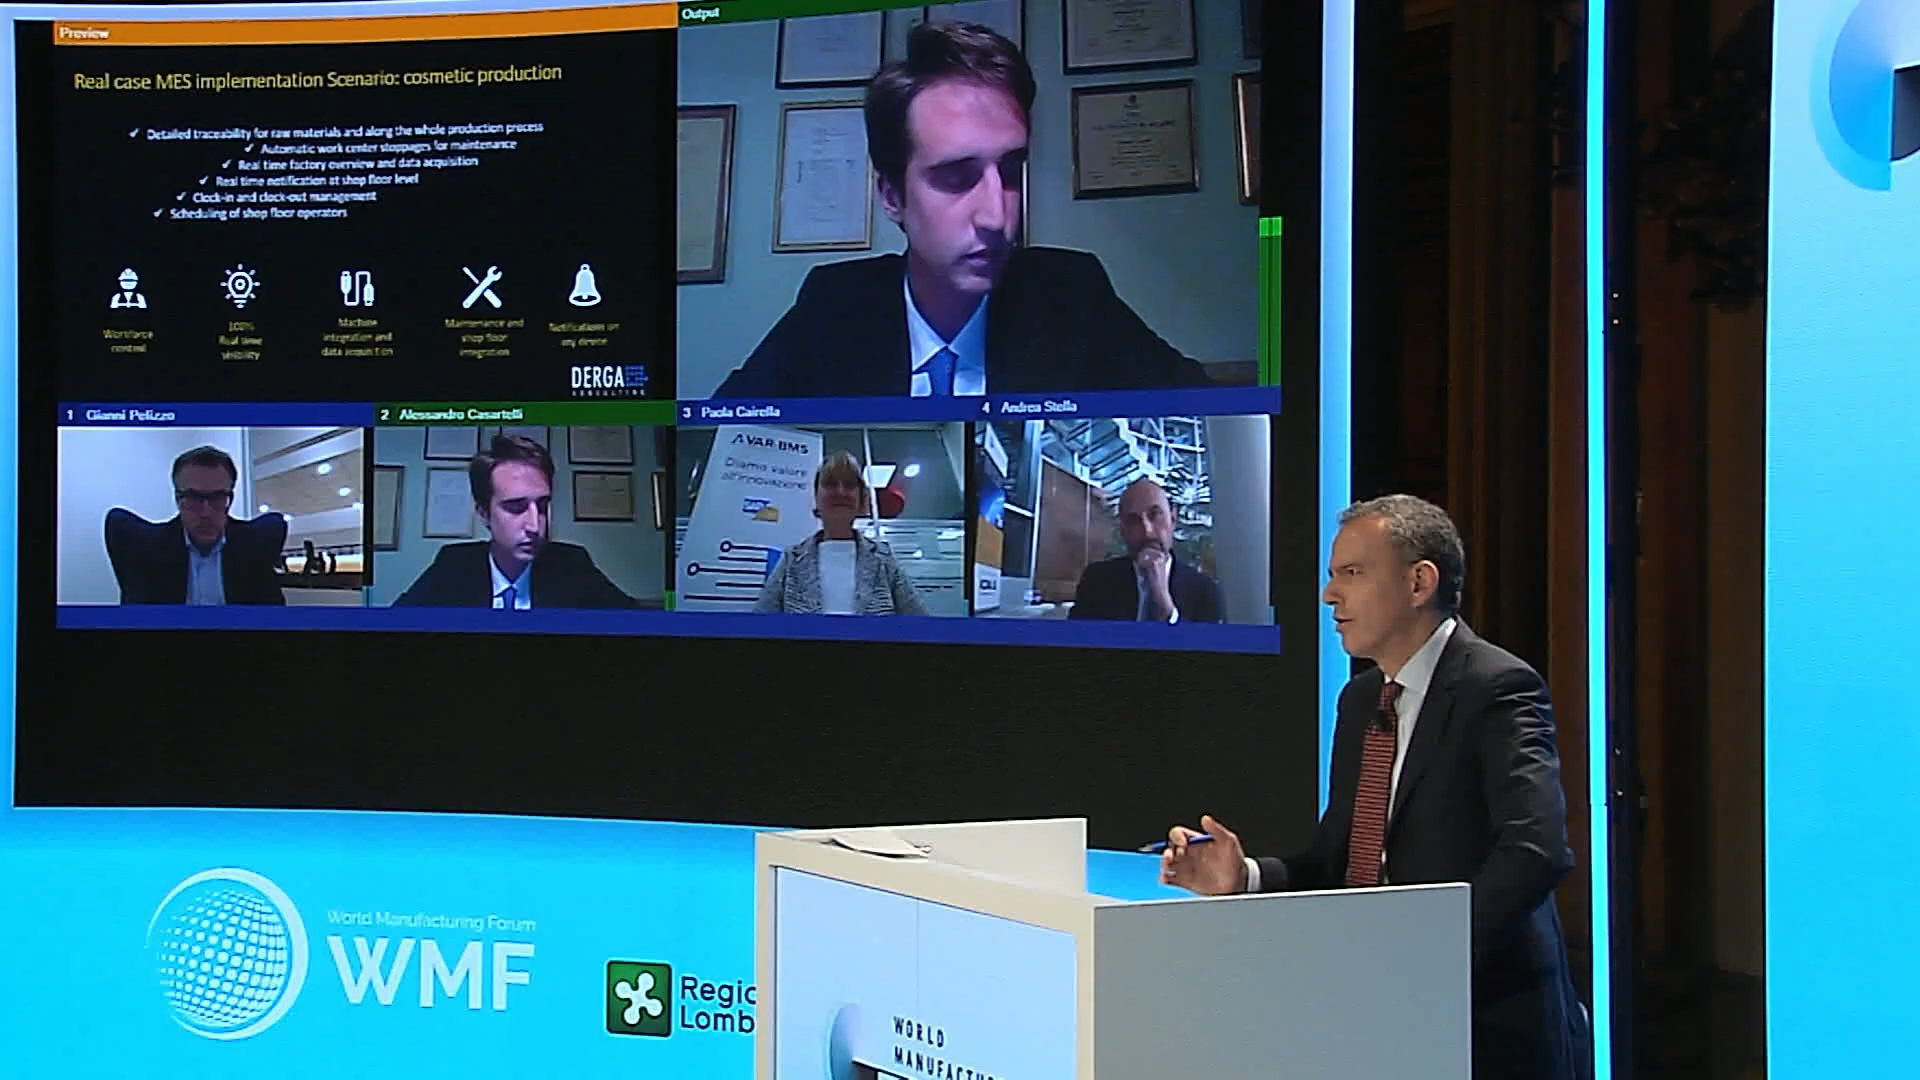 Preview
Output
Real case MES implementation Scenario: cosmetic production
✓ Detailed traceability for raw materials and along the whole production process
✓ Automatic work center stoppages for maintenance
✓ Real time factory overview and data acquisition
✓ Real time notification at shop floor level
✓ Clock-in and clock-out management
✓ Scheduling of shop floor operators
Workforce
control
100%
Real time
visibility
Machine
integration and
data acquisition
Maintenance and
shop floor
integration
Notifications on
any device
DERGA
CONSULTING
1 Gianni Pelizzo
2 Alessandro Casartelli
3 Paola Cairella
4 Andrea Stella
VAR-BMS
Diamo valore
all'innovazione
SAP
World Manufacturing Forum
WMF
Regio
Lomb
WORLD
MANUFACTU